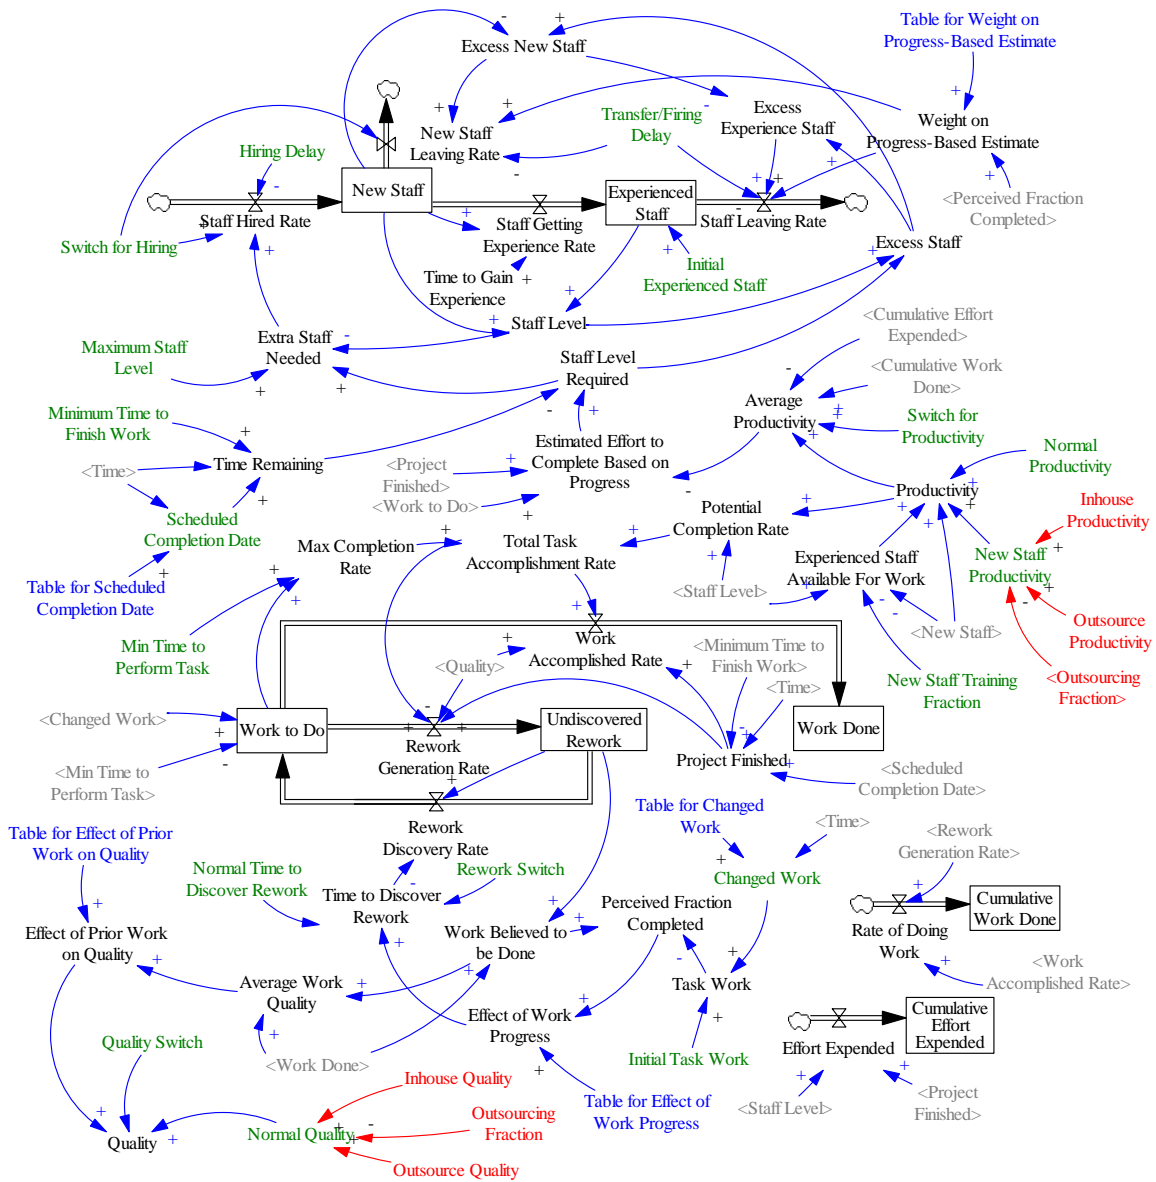 Excess New Staff
Table for Weight on
Progress-Based Estimate
New Staff
Leaving Rate
Transfer/Firing
Delay
Excess
Experience Staff
Weight on
Progress-Based Estimate
Hiring Delay
New Staff
Experienced
Staff
<Perceived Fraction
Completed>
Staff Hired Rate
Staff Getting
Experience Rate
Staff Leaving Rate
Switch for Hiring
Excess Staff
Time to Gain
Experience
Initial
Experienced Staff
Staff Level
<Cumulative Effort
Expended>
Extra Staff
Needed
Maximum Staff
Level
Staff Level
Required
<Cumulative Work
Done>
Average
Productivity
Minimum Time to
Finish Work
Switch for
Productivity
Estimated Effort to
Complete Based on
Progress
Normal
Productivity
<Time>
Time Remaining
<Project
Finished>
<Work to Do>
Productivity
Inhouse
Productivity
Scheduled
Completion Date
Potential
Completion Rate
Max Completion
Rate
Total Task
Accomplishment Rate
Experienced Staff
Available For Work
New Staff
Productivity
Table for Scheduled
Completion Date
<Staff Level>
Outsource
Productivity
Min Time to
Perform Task
Work
Accomplished Rate
<New Staff>
<Quality>
<Minimum Time to
Finish Work>
<Time>
New Staff Training
Fraction
<Outsourcing
Fraction>
<Changed Work>
Work to Do
Undiscovered
Rework
Work Done
Rework
Generation Rate
Project Finished
<Min Time to
Perform Task>
<Scheduled
Completion Date>
Table for Effect of Prior
Work on Quality
Rework
Discovery Rate
Table for Changed
Work
<Time>
<Rework
Generation Rate>
Normal Time to
Discover Rework
Rework Switch
Changed Work
Time to Discover
Rework
Perceived Fraction
Completed
Cumulative
Work Done
Effect of Prior Work
on Quality
Work Believed to
be Done
Rate of Doing
Work
Average Work
Quality
Task Work
<Work
Accomplished Rate>
Effect of Work
Progress
Cumulative
Effort
Expended
Quality Switch
<Work Done>
Initial Task Work
Effort Expended
Inhouse Quality
Table for Effect of
Work Progress
<Staff Level>
<Project
Finished>
Outsourcing
Fraction
Quality
Normal Quality
Outsource Quality